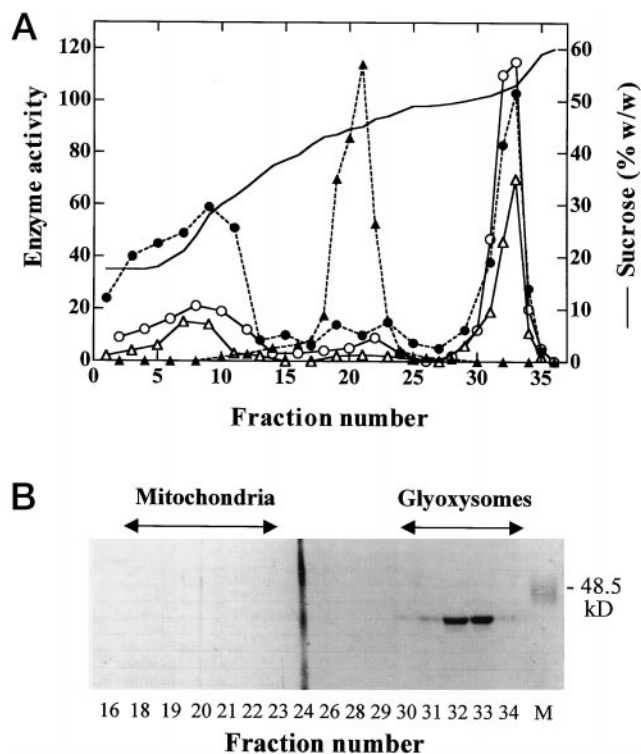 A
Enzyme activity
120
100
80
60
40
20
0
60
50
40
30
20
10
0
Sucrose (% w/w)
0 5 10 15 20 25 30 35
Fraction number
B
Mitochondria Glyoxysomes
- 48.5
kD
16 18 19 20 21 22 23 24 26 28 29 30 31 32 33 34 M
Fraction number